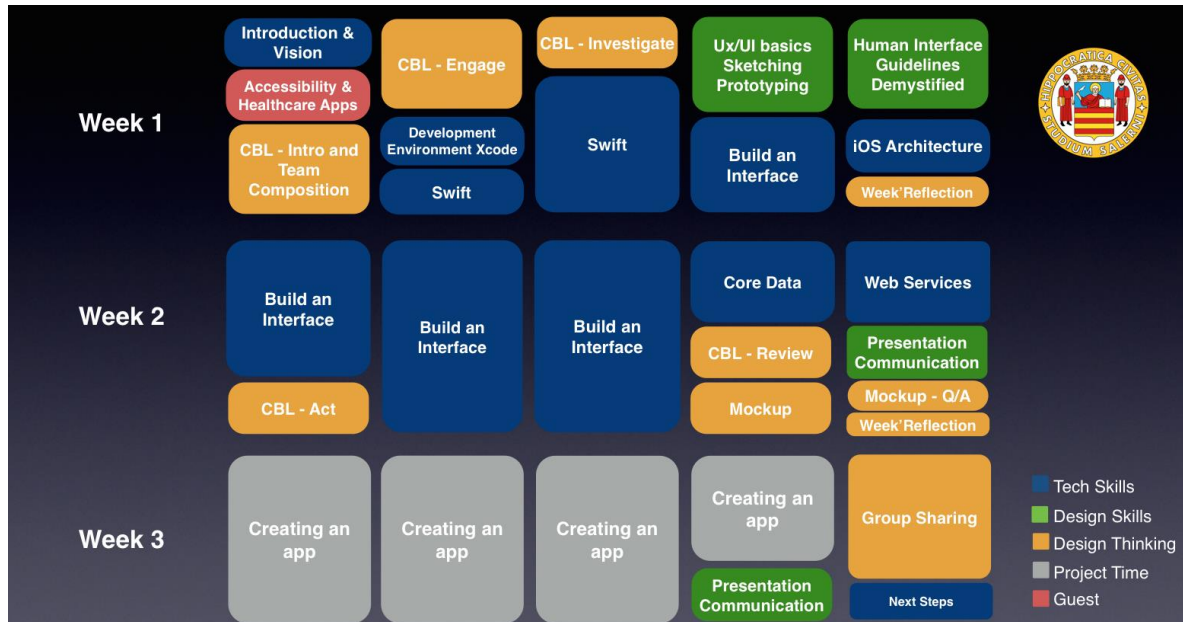 Week 1
Introduction &
Vision
Accessibility &
Healthcare Apps
CBL - Intro and
Team
Composition
CBL - Engage
Development
Environment Xcode
Swift
CBL - Investigate
Swift
Ux/UI basics
Sketching
Prototyping
Build an
Interface
Human Interface
Guidelines
Demystified
iOS Architecture
Week'Reflection
HIPPOCRATICA CIVITAS
STUDIUM SALERNI
Week 2
Build an
Interface
CBL - Act
Build an
Interface
Build an
Interface
Core Data
CBL - Review
Mockup
Web Services
Presentation
Communication
Mockup - Q/A
Week'Reflection
Week 3
Creating an
app
Creating an
app
Creating an
app
Creating an
app
Presentation
Communication
Group Sharing
Next Steps
Tech Skills
Design Skills
Design Thinking
Project Time
Guest